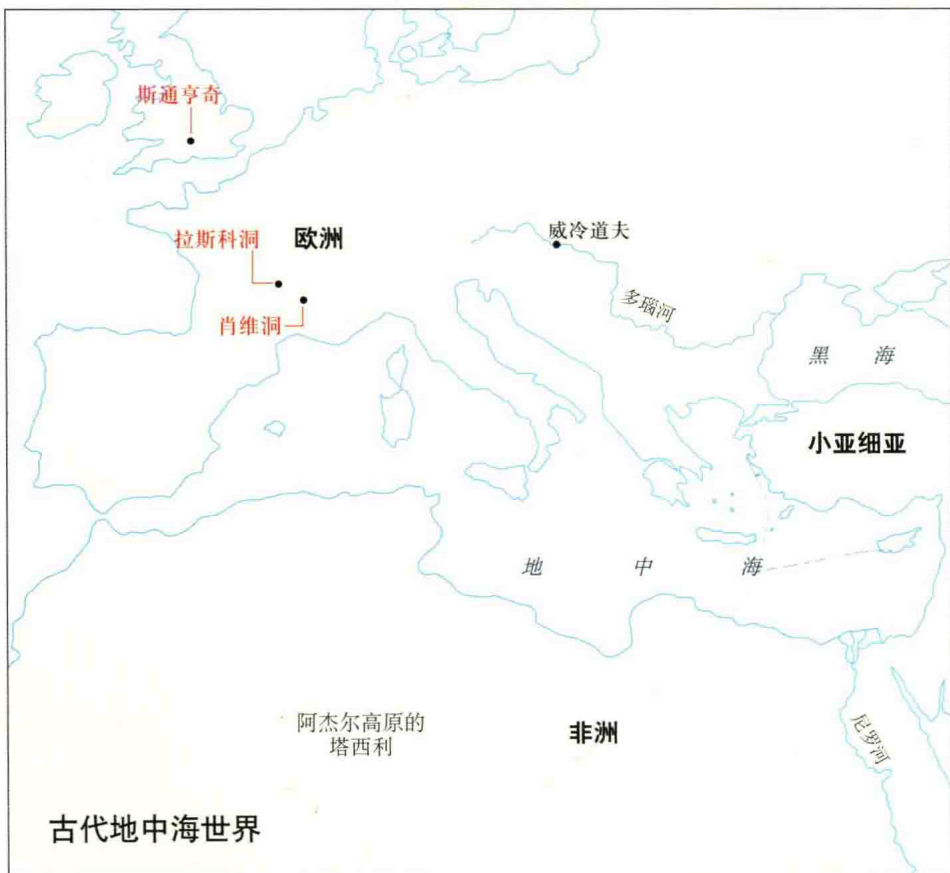 斯通亨奇
拉斯科洞
欧洲
肖维洞
威冷道夫
多瑙河
黑海
小亚细亚
地中海
阿杰尔高原的
塔西利
非洲
尼罗河
古代地中海世界